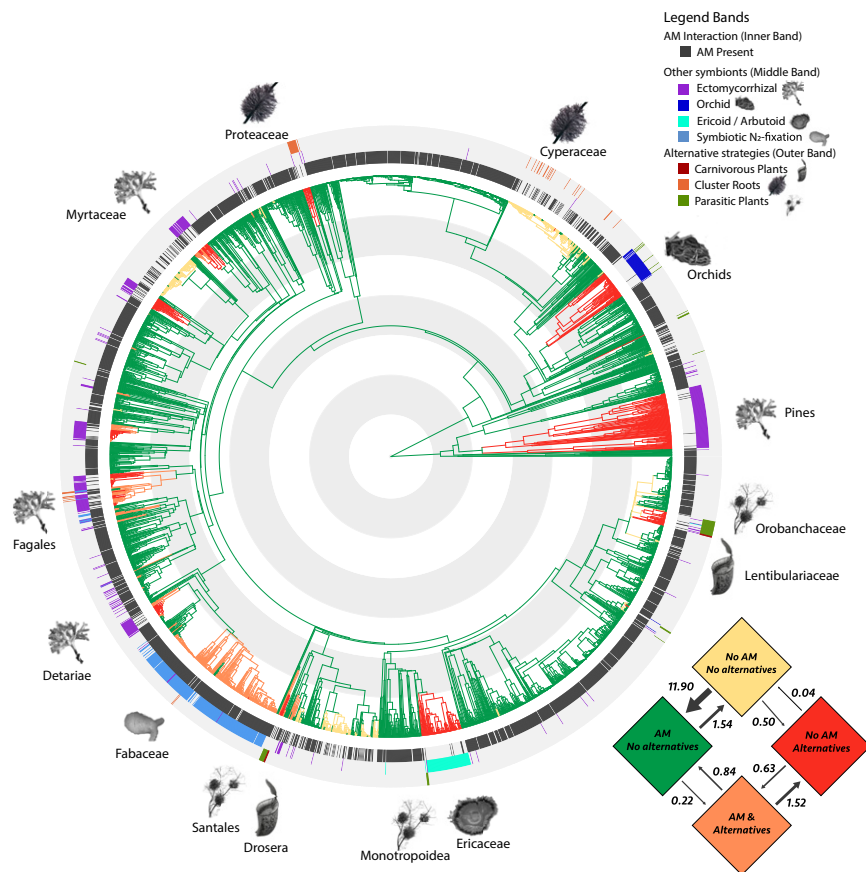 Legend Bands
AM Interaction (Inner Band)
AM Present
Other symbionts (Middle Band)
Ectomycorrhizal
Orchid
Ericoid / Arbutoid
Symbiotic N₂-fixation
Alternative strategies (Outer Band)
Carnivorous Plants
Cluster Roots
Parasitic Plants
Proteaceae
Cyperaceae
Myrtaceae
Orchids
Pines
Orobanchaceae
Lentibulariaceae
Fagales
Detariae
Fabaceae
Santales
Drosera
Monotropoidea
Ericaceae
No AM
No alternatives
11.90
0.04
1.54
0.50
AM
No alternatives
No AM
Alternatives
0.84
0.63
0.22
1.52
AM &
Alternatives